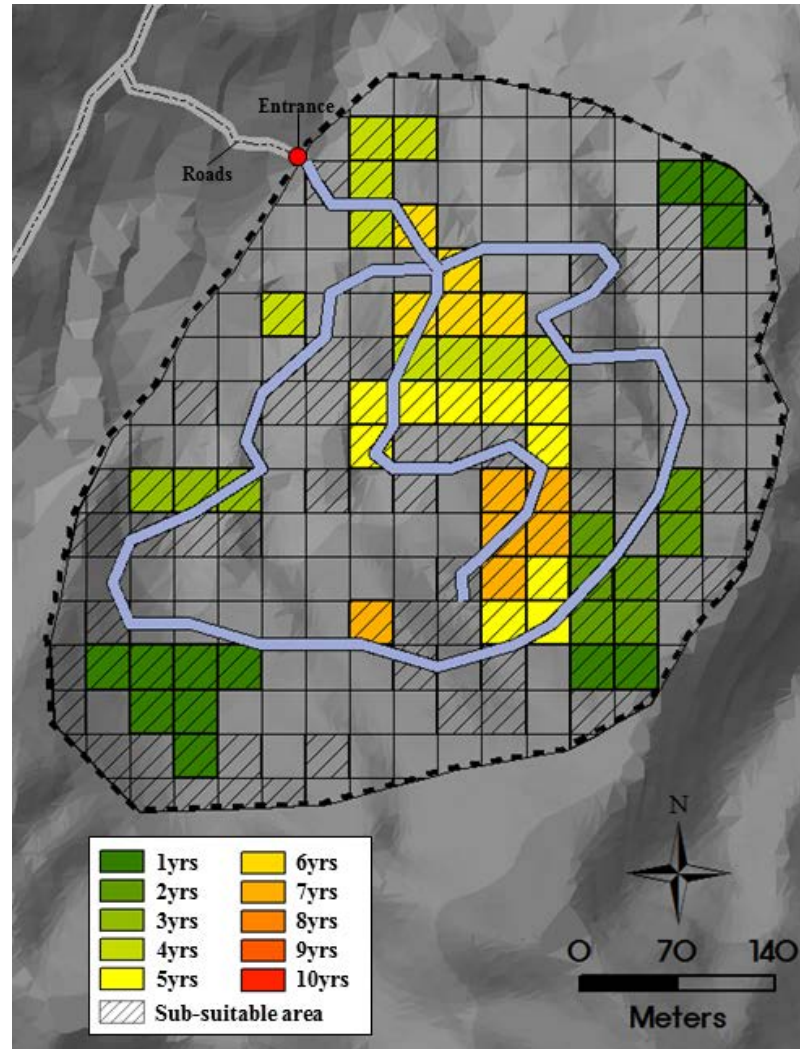 Entrance
Roads
1yrs 6yrs
2yrs 7yrs
3yrs 8yrs
4yrs 9yrs
5yrs 10yrs
Sub-suitable area
N
0 70 140
Meters